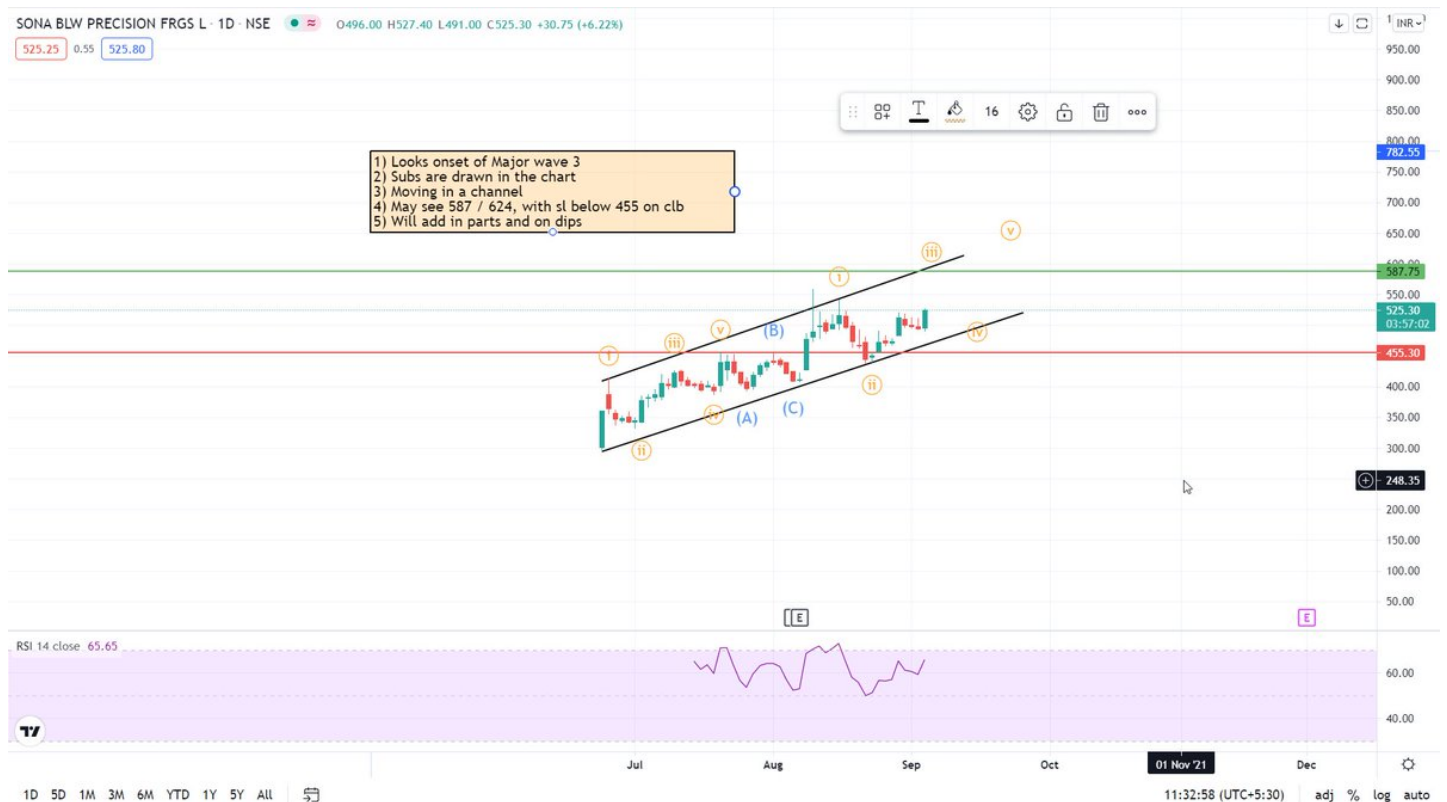 SONA BLW PRECISION FRGS L · 1D · NSE O496.00 H527.40 L491.00 C525.30 +30.75 (+6.22%)
INR
525.25 0.55 525.80
950.00
900.00
16
850.00
800.00
782.55
750.00
1) Looks onset of Major wave 3
2) Subs are drawn in the chart
3) Moving in a channel
4) May see 587 / 624, with sl below 455 on clb
5) Will add in parts and on dips
700.00
650.00
600.00
587.75
550.00
525.30
03:57:02
455.30
400.00
350.00
300.00
248.35
200.00
150.00
100.00
50.00
i
ii
iii
iv
v
(A)
(B)
(C)
i
ii
iii
iv
v
E
E
RSI 14 close 65.65
60.00
40.00
Jul Aug Sep Oct 01 Nov '21 Dec
1D 5D 1M 3M 6M YTD 1Y 5Y All 11:32:58 (UTC+5:30) adj % log auto